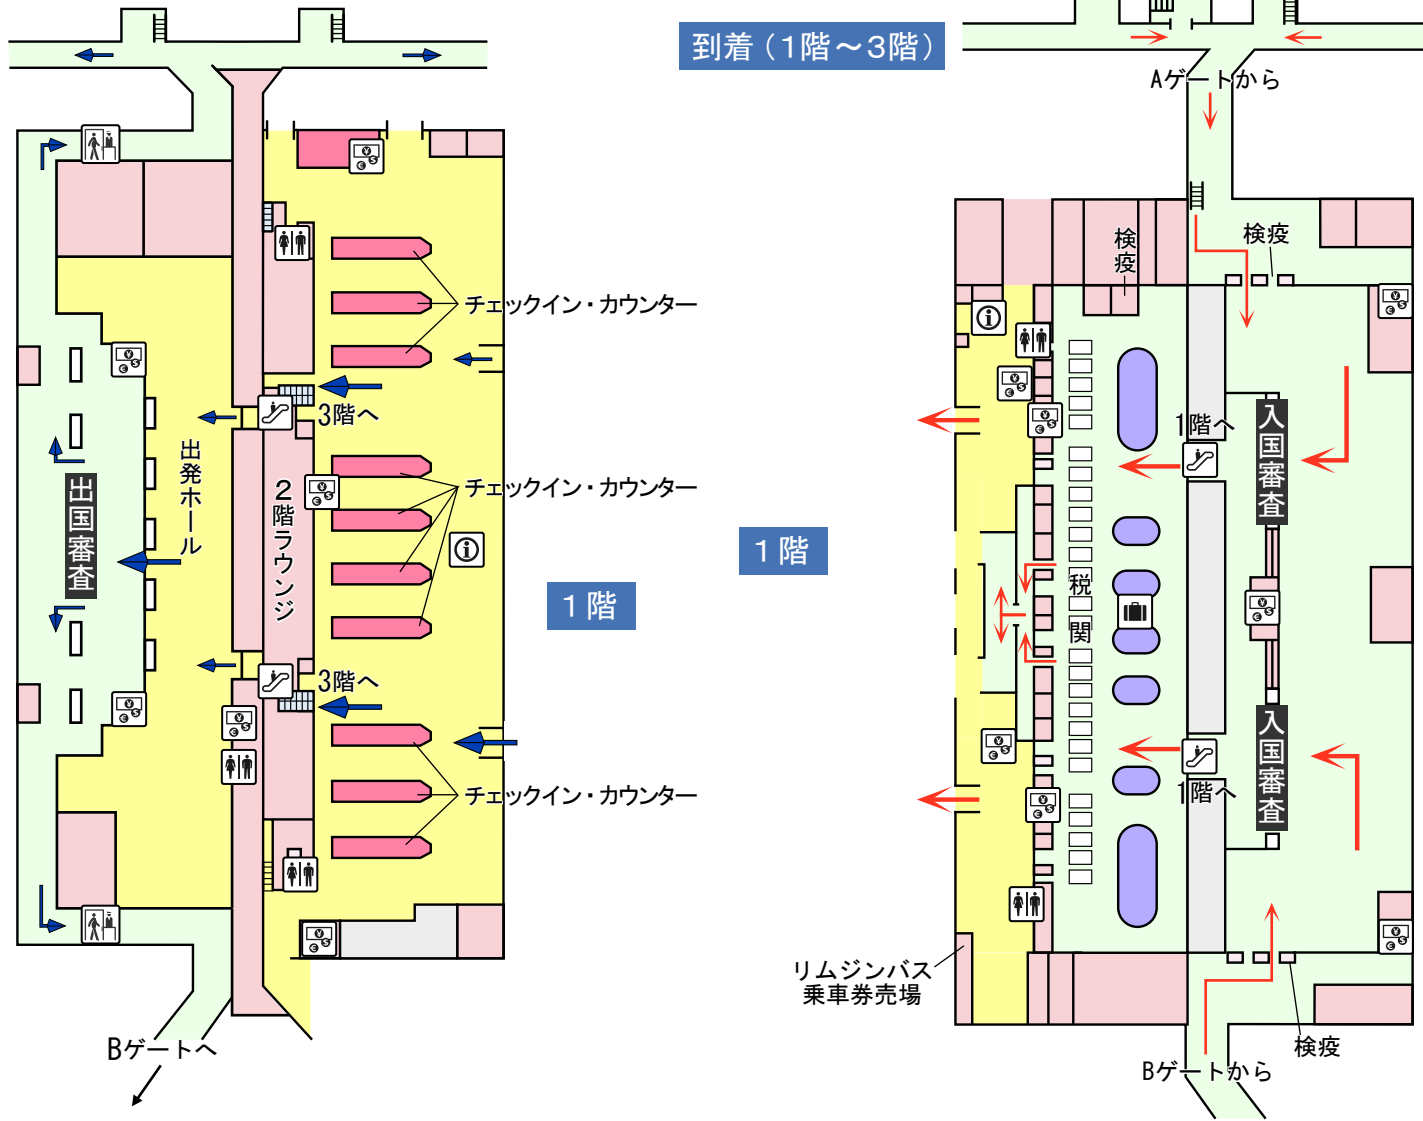 到着（1階～3階）
Aゲートから
検疫
検疫
チェックイン・カウンター
3階へ
1階へ
出発ホール
入国審査
出国審査
2階ラウンジ
チェックイン・カウンター
1階
税関
1階
3階へ
入国審査
1階へ
チェックイン・カウンター
リムジンバス
乗車券売場
検疫
Bゲートへ
Bゲートから